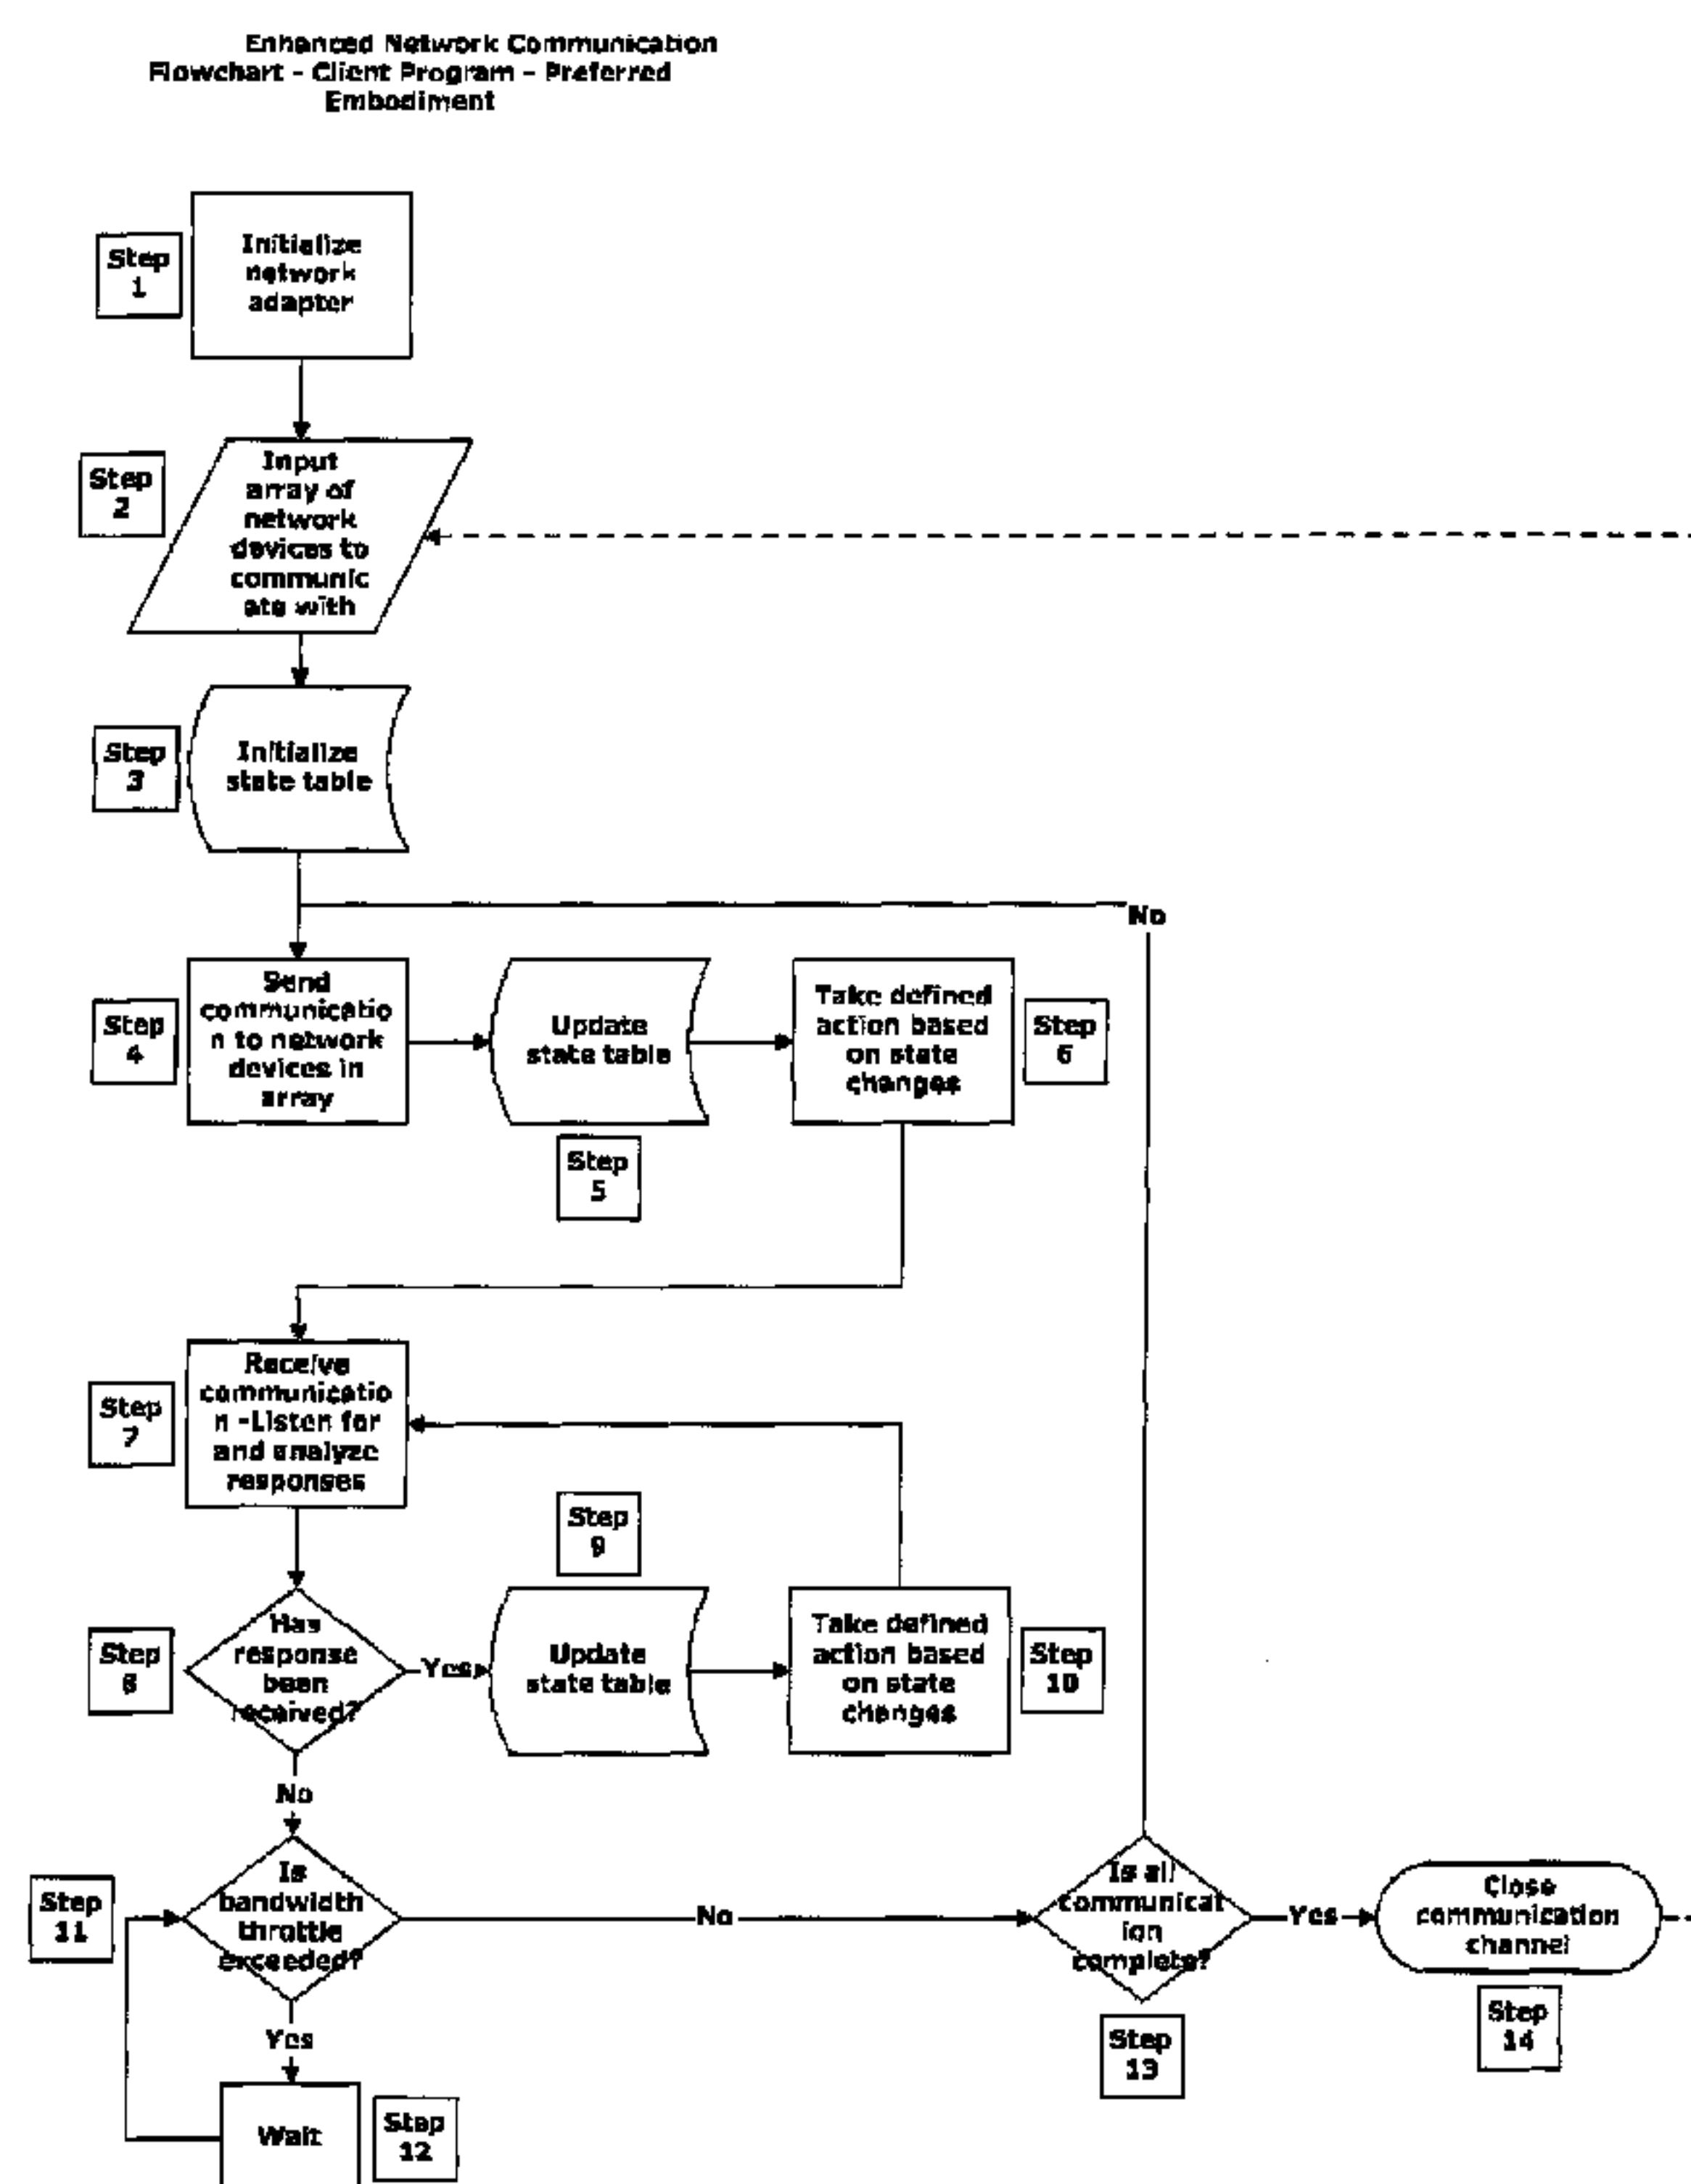 Enhanced Network Communication
Flowchart - Client Program - Preferred
Embodiment
Step
1
Initialize
network
adapter
Step
2
Input
array of
network
devices to
communic
ate with
Step
3
Initialize
state table
No
Step
4
Send
communicatio
n to network
devices in
array
Update
state table
Take defined
action based
on state
changes
Step
6
Step
5
Step
7
Receive
communicatio
n -Listen for
and analyze
responses
Step
9
Step
8
Has
response
been
received?
Yes
Update
state table
Take defined
action based
on state
changes
Step
10
No
Step
11
Is
bandwidth
throttle
exceeded?
No
Is all
communicat
ion
complete?
Yes
Close
communication
channel
Step
14
Step
13
Yes
Wait
Step
12